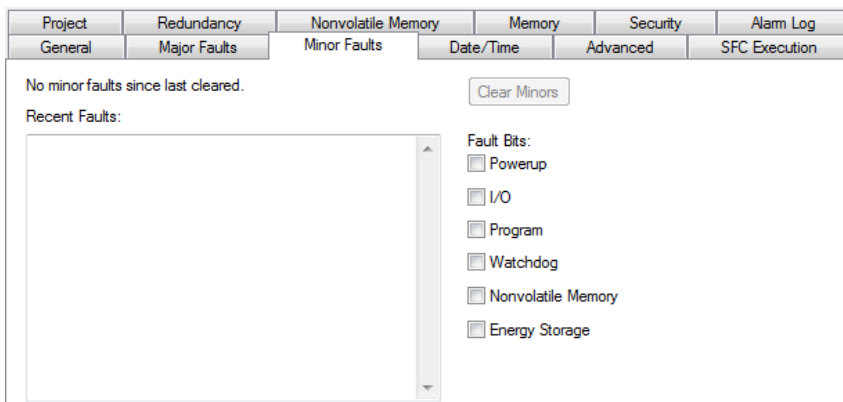 Project Redundancy Nonvolatile Memory Memory Security Alarm Log
General Major Faults Minor Faults Date/Time Advanced SFC Execution
No minor faults since last cleared.
Clear Minors
Recent Faults:
Fault Bits:
Powerup
I/O
Program
Watchdog
Nonvolatile Memory
Energy Storage